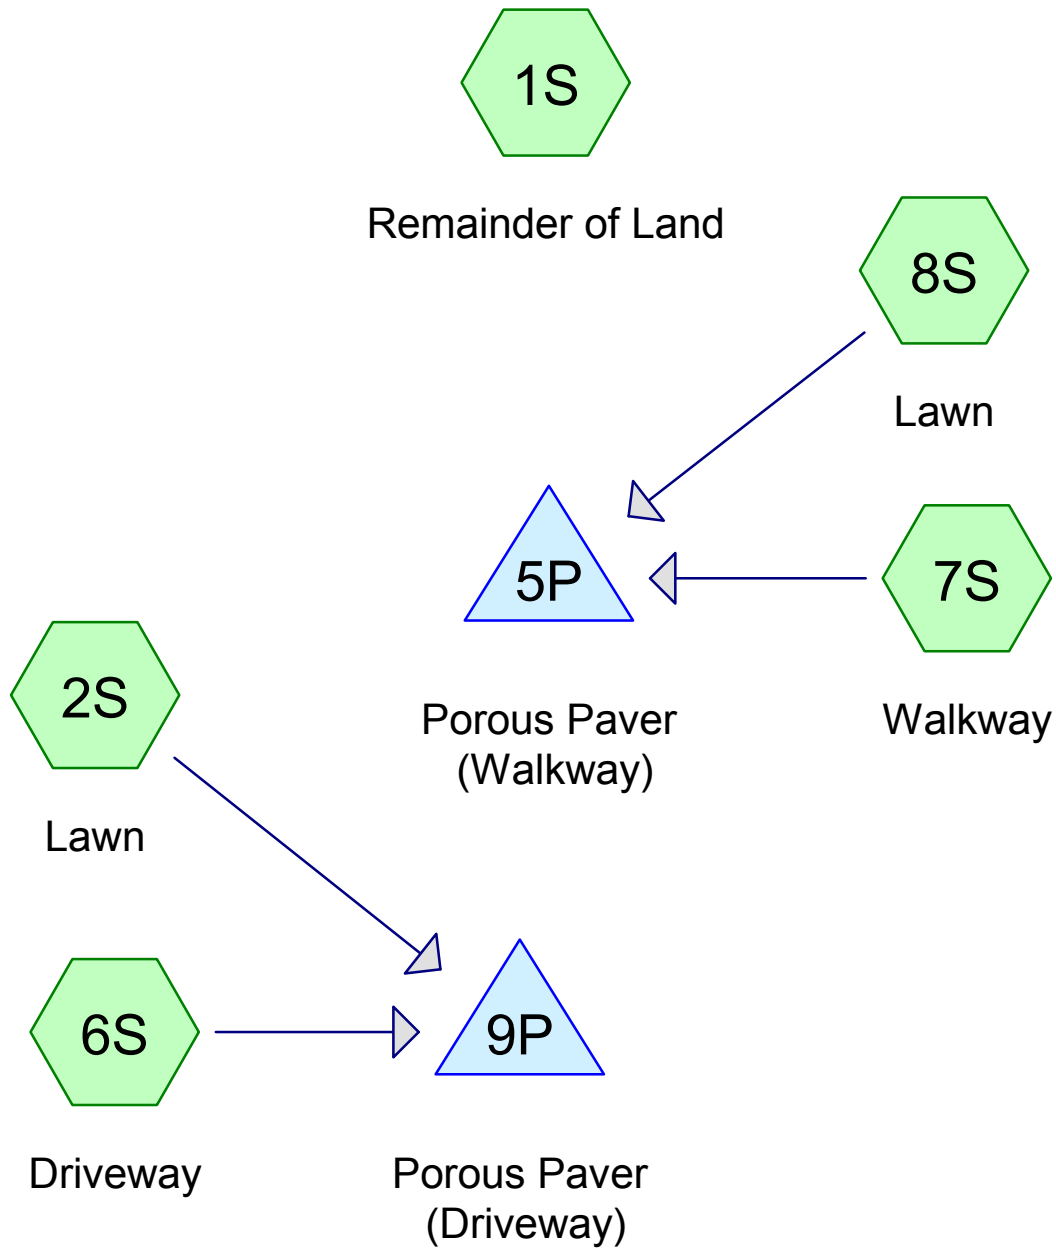 1S
Remainder of Land
8S
Lawn
5P
Porous Paver
(Walkway)
7S
Walkway
2S
Lawn
6S
Driveway
9P
Porous Paver
(Driveway)